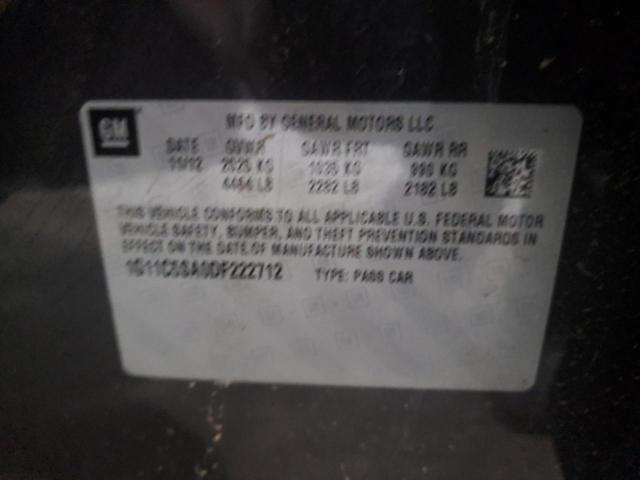 GM
MFD BY GENERAL MOTORS LLC
DATE GVWR GAWR FRT GAWR RR
11/12 2025 KG 1035 KG 990 KG
4464 LB 2282 LB 2182 LB
THIS VEHICLE CONFORMS TO ALL APPLICABLE U.S. FEDERAL MOTOR
VEHICLE SAFETY, BUMPER, AND THEFT PREVENTION STANDARDS IN
EFFECT ON THE DATE OF MANUFACTURE SHOWN ABOVE.
1G11C5SA0DF222712 TYPE: PASS CAR